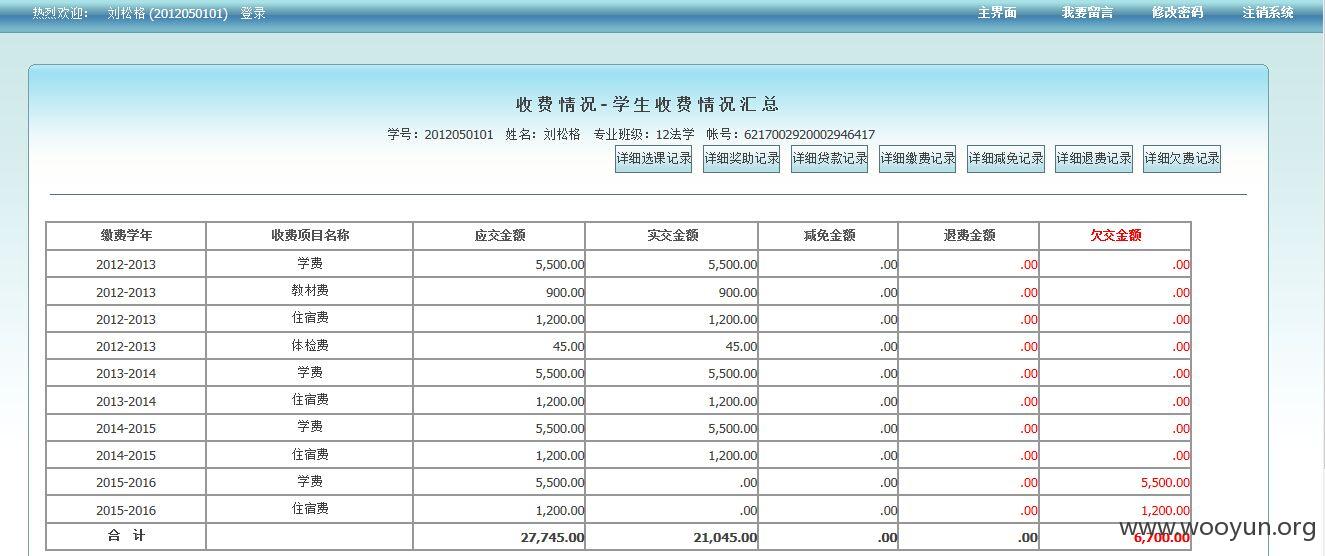 热烈欢迎： 刘松格 (2012050101) 登录 主界面 我要留言 修改密码 注销系统
收费情况-学生收费情况汇总
学号：2012050101 姓名：刘松格 专业班级：12法学 帐号：6217002920002946417
详细选课记录 详细奖助记录 详细贷款记录 详细缴费记录 详细减免记录 详细退费记录 详细欠费记录
缴费学年 收费项目名称 应交金额 实交金额 减免金额 退费金额 欠交金额
2012-2013 学费 5,500.00 5,500.00 .00 .00 .00
2012-2013 教材费 900.00 900.00 .00 .00 .00
2012-2013 住宿费 1,200.00 1,200.00 .00 .00 .00
2012-2013 体检费 45.00 45.00 .00 .00 .00
2013-2014 学费 5,500.00 5,500.00 .00 .00 .00
2013-2014 住宿费 1,200.00 1,200.00 .00 .00 .00
2014-2015 学费 5,500.00 5,500.00 .00 .00 .00
2014-2015 住宿费 1,200.00 1,200.00 .00 .00 .00
2015-2016 学费 5,500.00 .00 .00 .00 5,500.00
2015-2016 住宿费 1,200.00 .00 .00 .00 1,200.00
合 计 27,745.00 21,045.00 .00 .00 6,700.00
www.wooyun.org